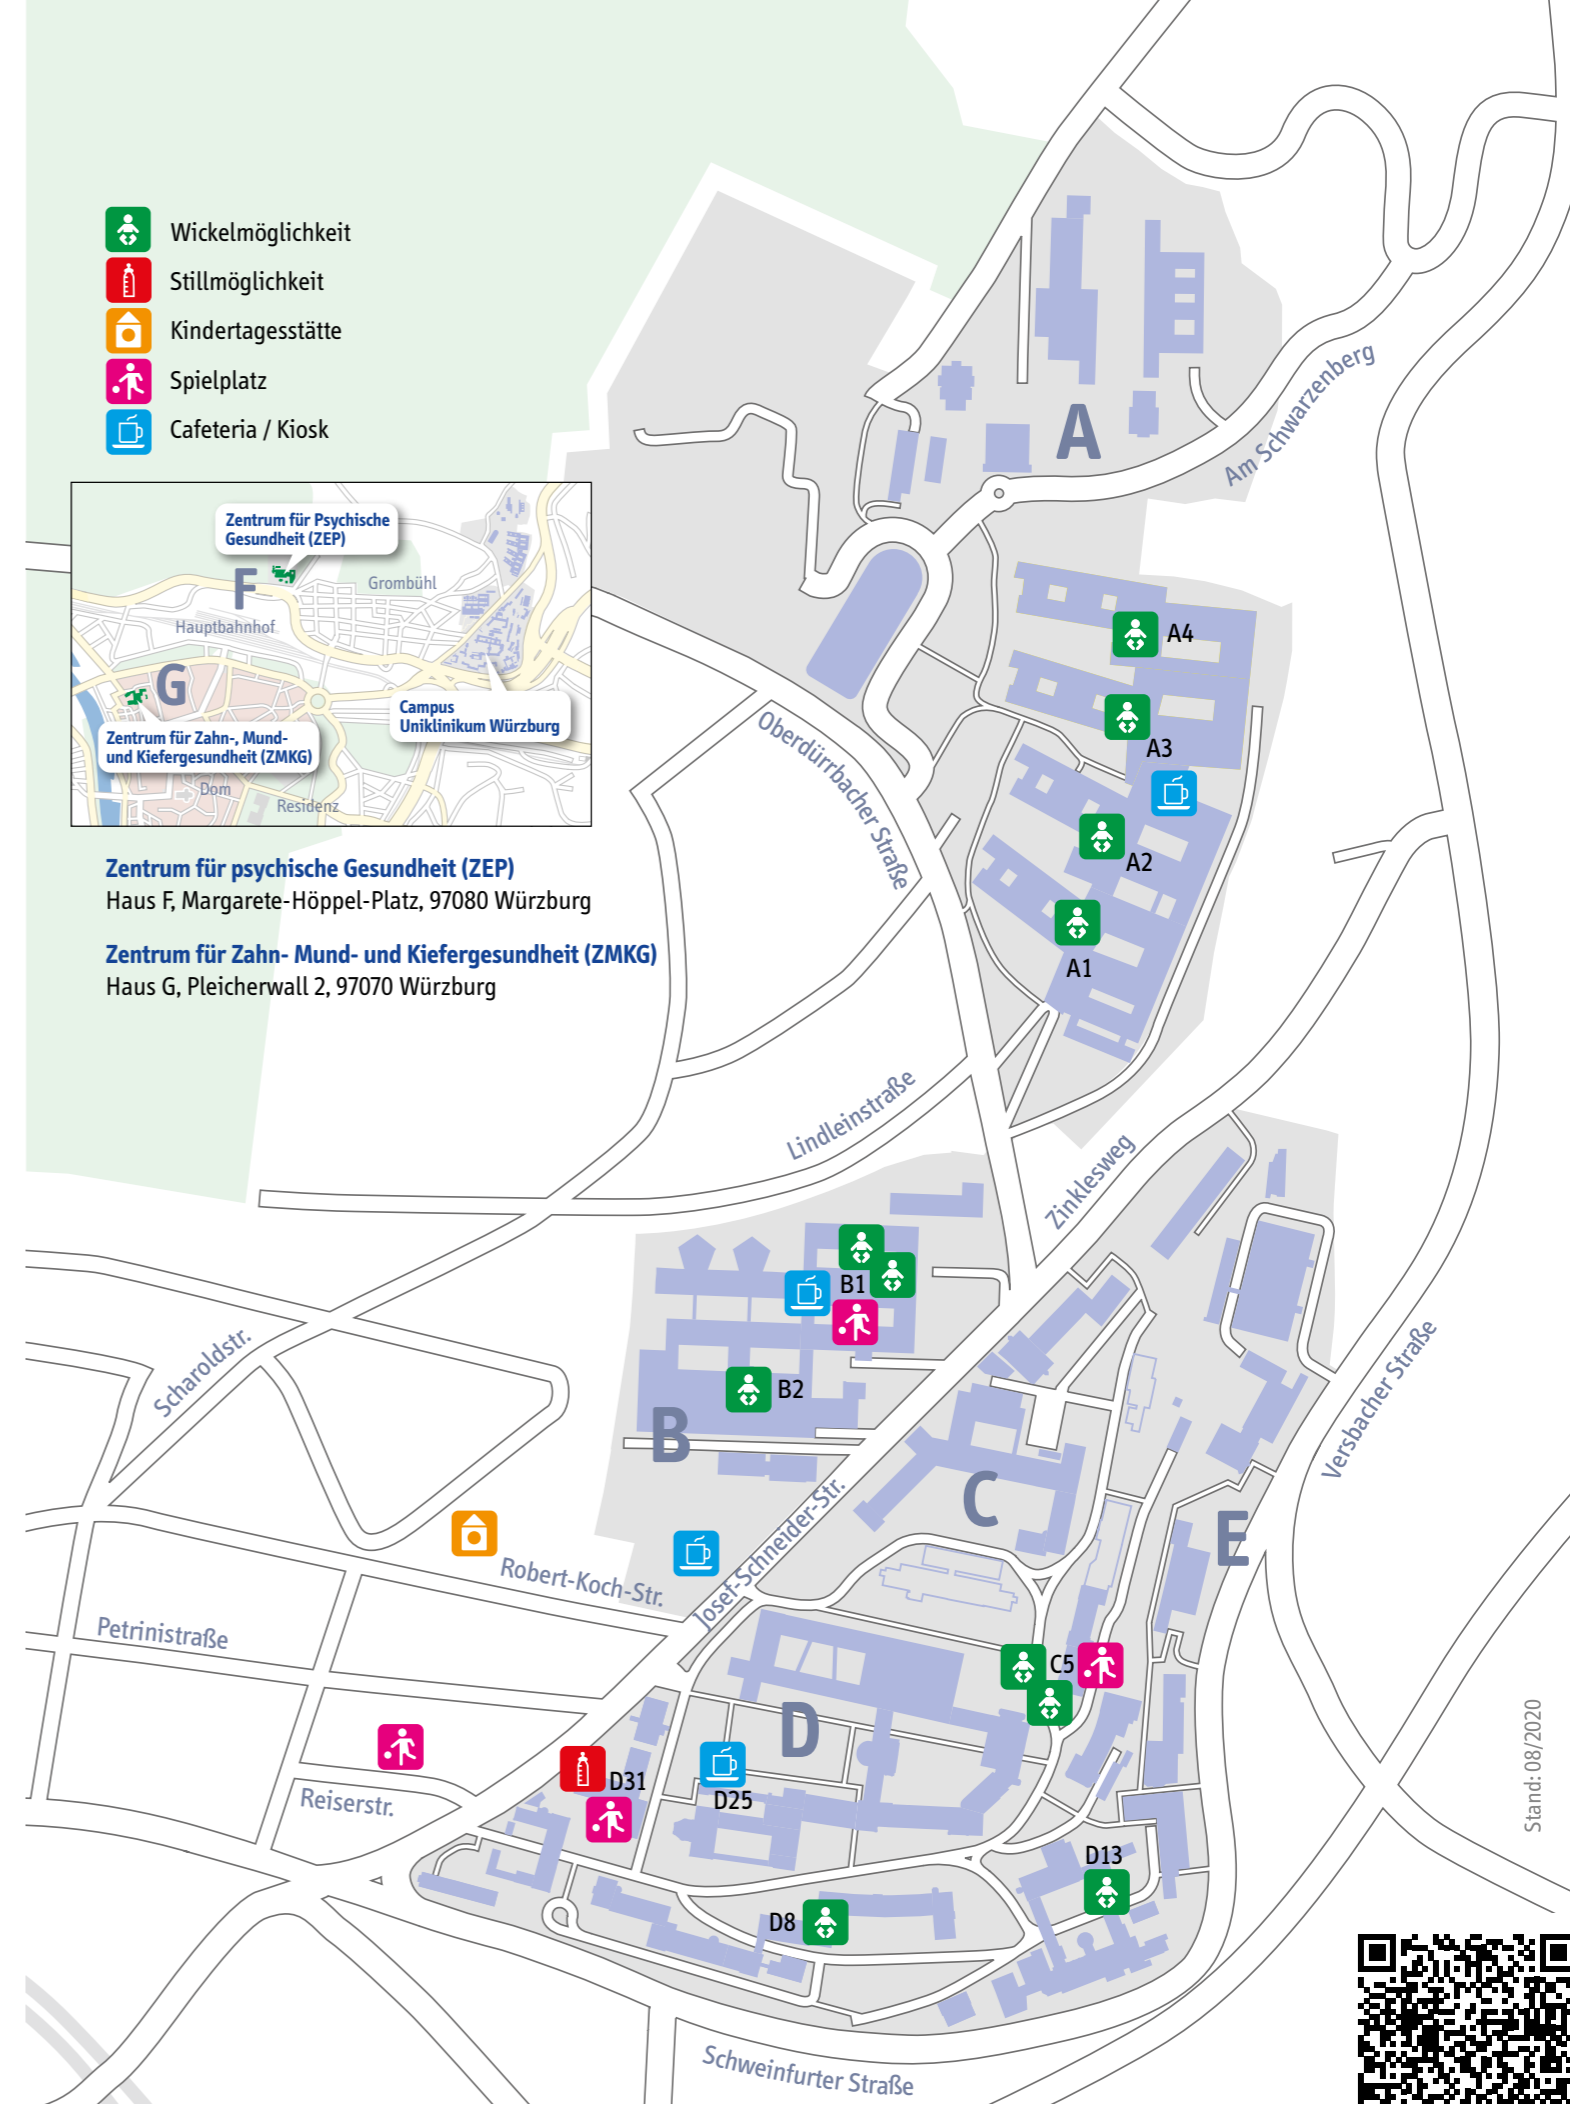 Wickelmöglichkeit
Stillmöglichkeit
Kindertagesstätte
Spielplatz
Cafeteria / Kiosk
Zentrum für Psychische
Gesundheit (ZEP)
F
Grombühl
Hauptbahnhof
G
Campus
Uniklinikum Würzburg
Zentrum für Zahn-, Mund-
und Kiefergesundheit (ZMKG)
Dom
Residenz
Zentrum für psychische Gesundheit (ZEP)
Haus F, Margarete-Höppel-Platz, 97080 Würzburg
Zentrum für Zahn- Mund- und Kiefergesundheit (ZMKG)
Haus G, Pleicherwall 2, 97070 Würzburg
A
Am Schwarzenberg
A4
A3
A2
A1
Oberdürrbacher Straße
Lindleinstraße
Zinklesweg
B1
B2
B
Scharoldstr.
Versbacher Straße
C
E
Josef-Schneider-Str.
Robert-Koch-Str.
Petrinistraße
C5
D
D31
D25
Reiserstr.
D13
D8
Schweinfurter Straße
Stand: 08/2020